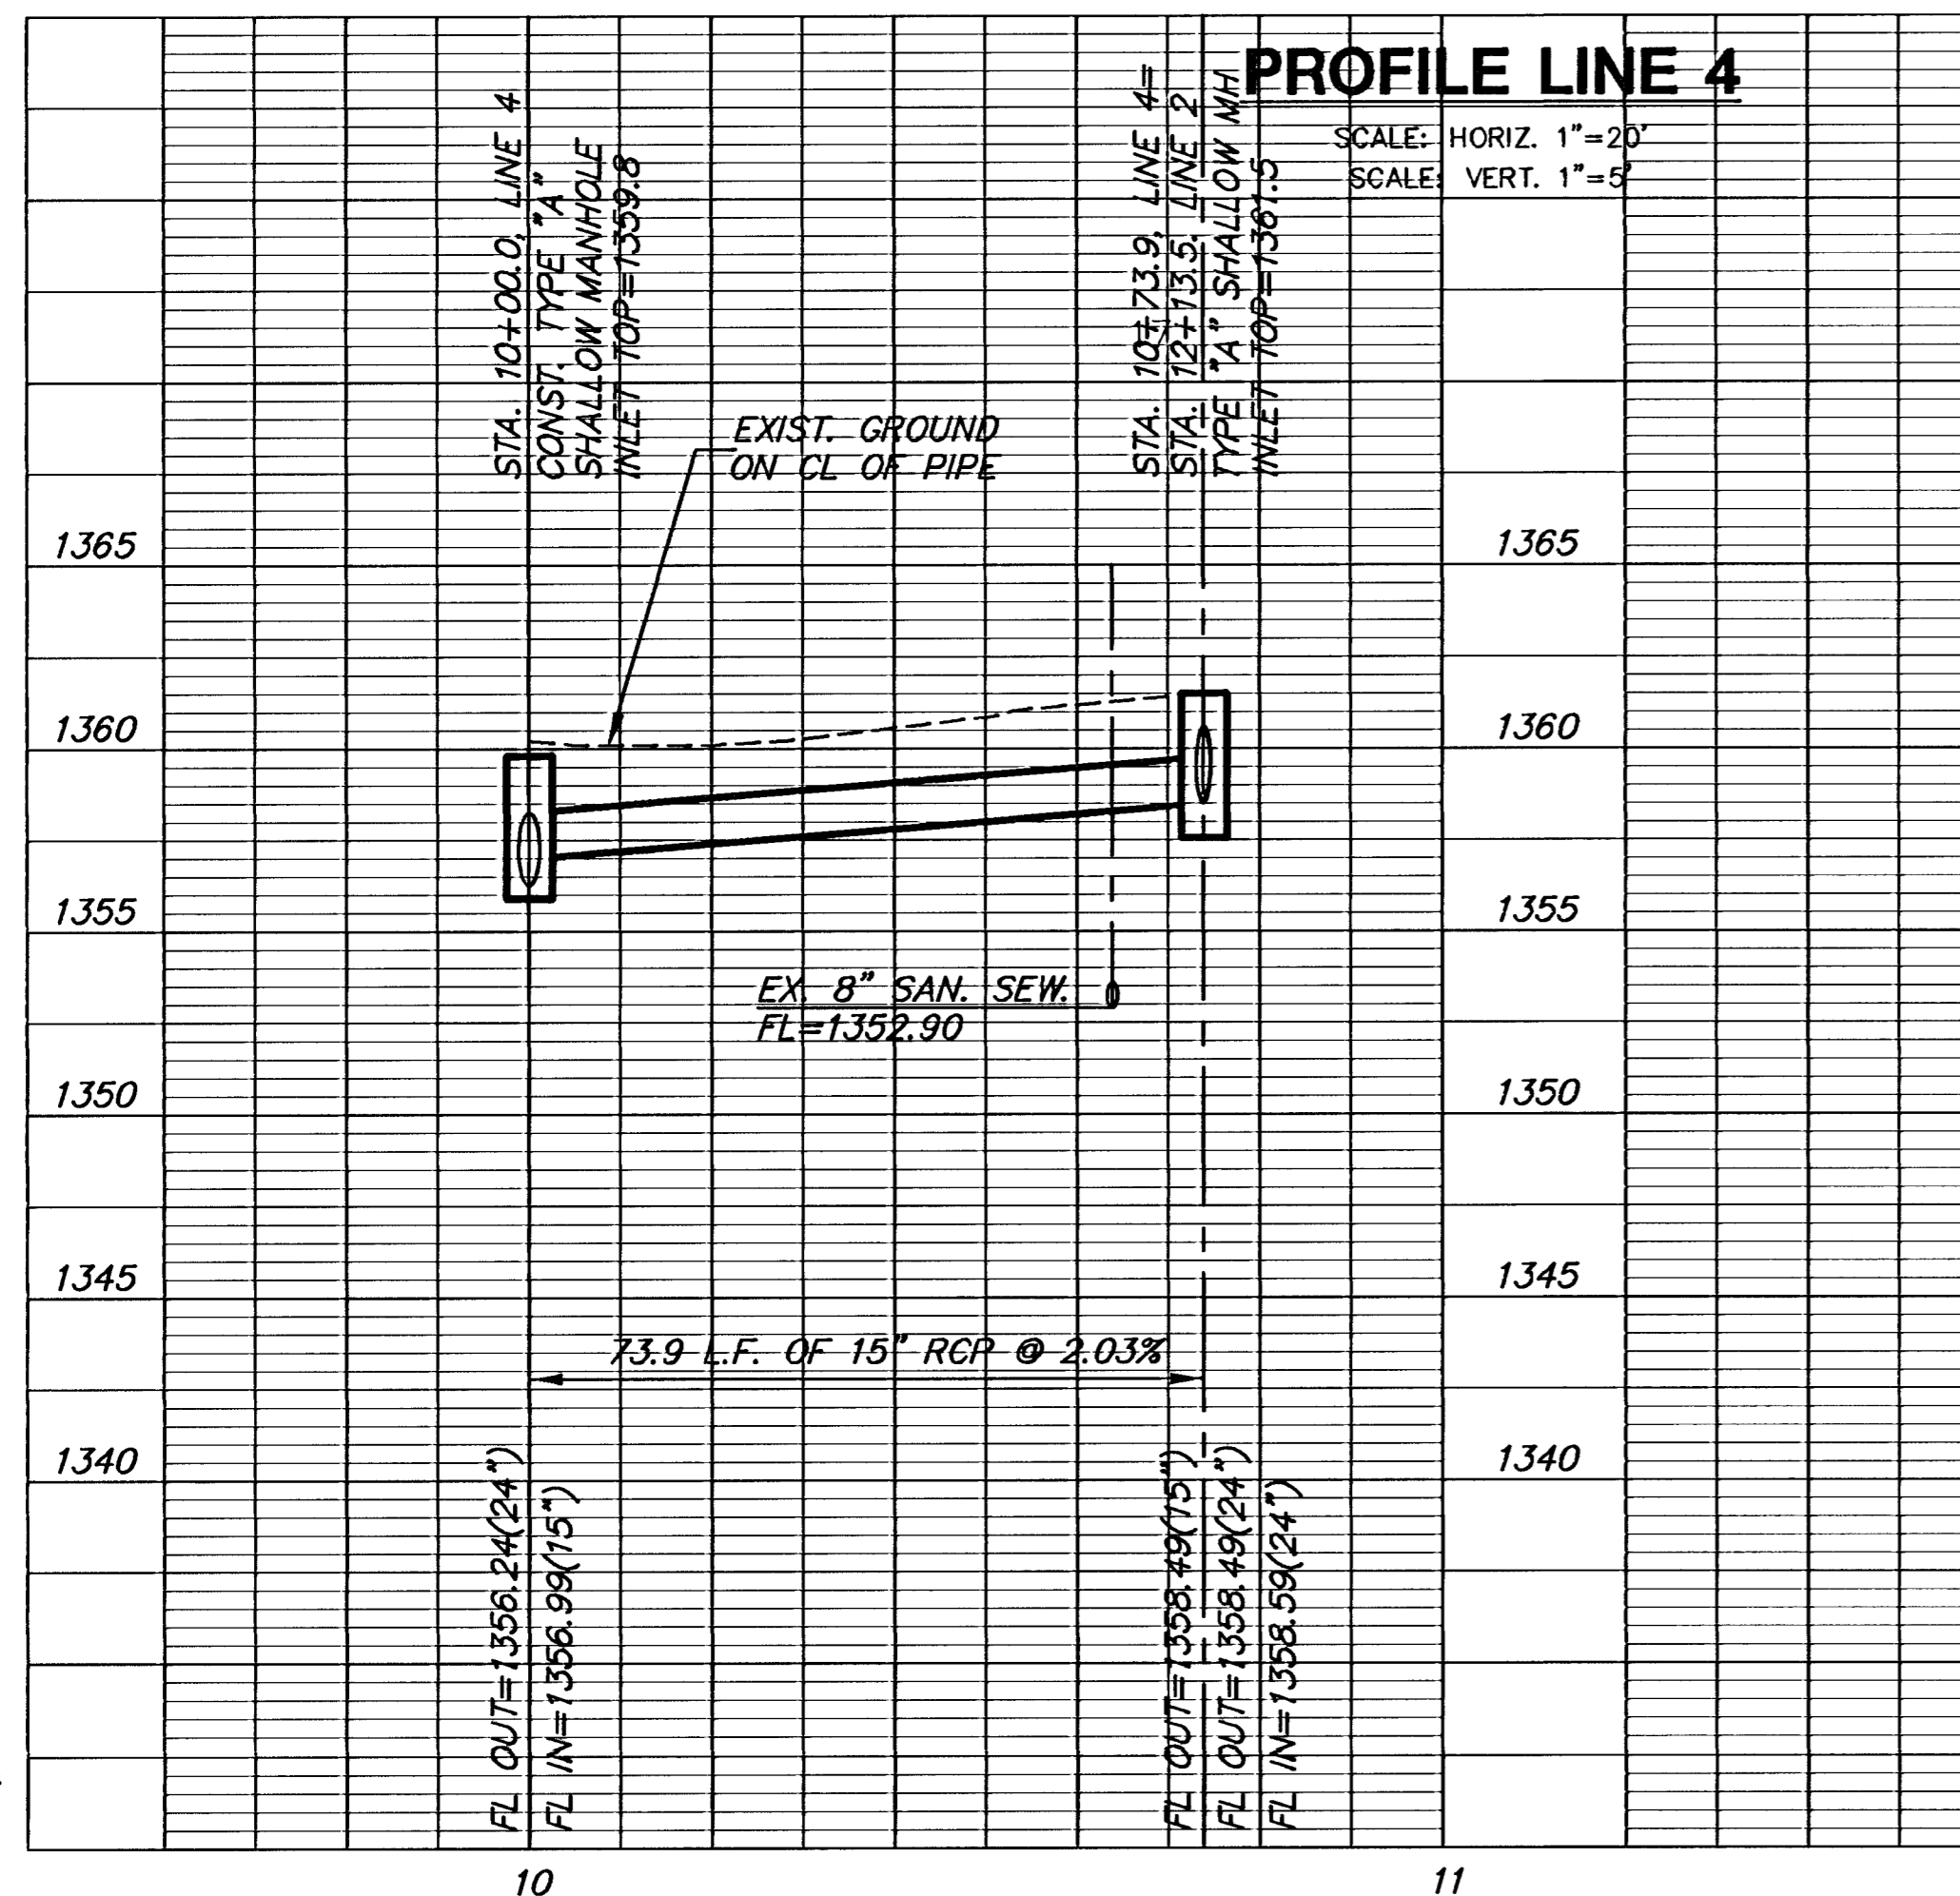 PROFILE LINE 4
SCALE: HORIZ. 1"=20'
SCALE: VERT. 1"=5'
STA. 10+00.0, LINE 4
CONST. TYPE "A"
SHALLOW MANHOLE
INLET TOP=1359.8
STA. 10+73.9, LINE 4=
STA. 12+13.5, LINE 2
TYPE "A" SHALLOW MH
INLET TOP=1361.5
EXIST. GROUND
ON CL OF PIPE
1365
1365
1360
1360
1355
1355
EX. 8" SAN. SEW.
FL=1352.90
1350
1350
1345
1345
73.9 L.F. OF 15" RCP @ 2.03%
1340
1340
FL OUT=1356.24(24")
FL IN=1356.99(15")
FL OUT=1358.49(15")
FL OUT=1358.49(24")
FL IN=1358.59(24")
10
11